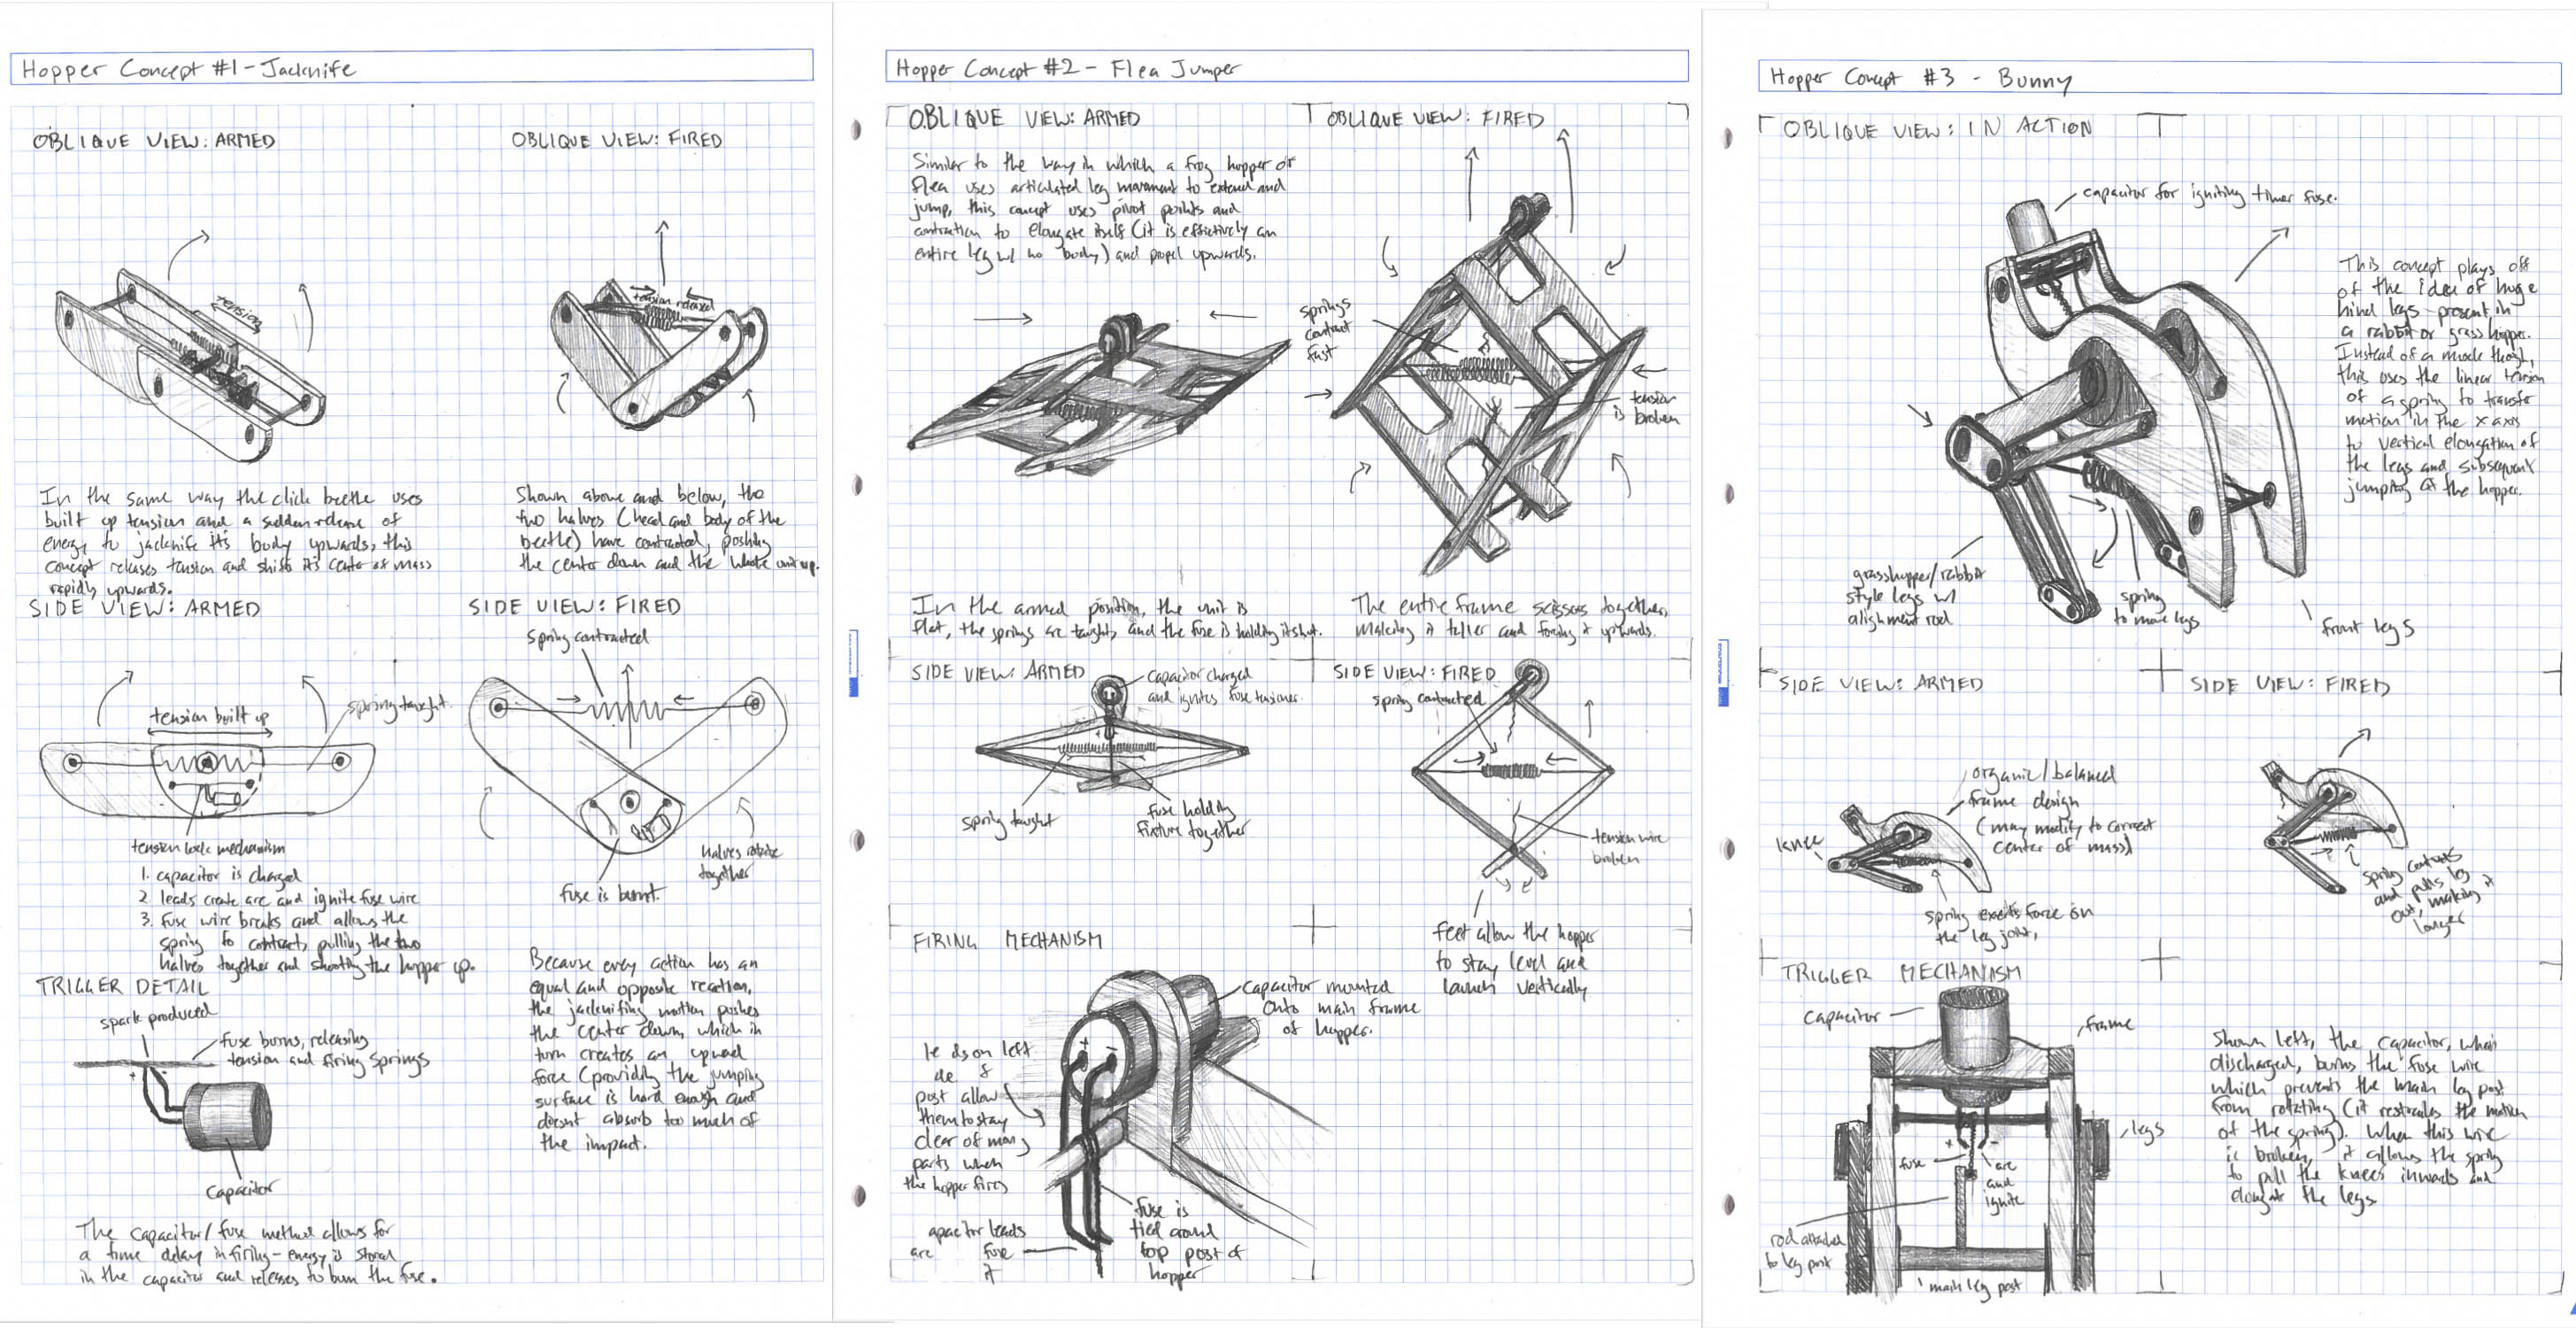 Hopper Concept #1 - Jacknife
OBLIQUE VIEW: ARMED
OBLIQUE VIEW: FIRED
tension
tension released
In the same way the click beetle uses
built up tension and a sudden release of
energy to jacknife its body upwards, this
concept releases tension and shifts its center of mass
rapidly upwards.
Shown above and below, the
two halves (head and body of the
beetle) have contracted, pushing
the center down and the whole unit up.
SIDE VIEW: ARMED
SIDE VIEW: FIRED
spring contracted
tension built up
spring taught
tension lock mechanism
1. capacitor is charged
2. leads create arc and ignite fuse wire
3. fuse wire breaks and allows the
spring to contract, pulling the two
halves together and shooting the hopper up.
fuse is burnt.
halves rotate
together
TRIGGER DETAIL
spark produced
fuse burns, releasing
tension and firing springs
+
capacitor
Because every action has an
equal and opposite reaction,
the jacknifing motion pushes
the center down, which in
turn creates an upward
force (providing the jumping
surface is hard enough and
doesnt absorb too much of
the impact.
The capacitor/fuse method allows for
a time delay in firing - energy is stored
in the capacitor and releases to burn the fuse.
Hopper Concept #2 - Flea Jumper
OBLIQUE VIEW: ARMED
OBLIQUE VIEW: FIRED
Similar to the way in which a frog hopper or
flea uses articulated leg movement to extend and
jump, this concept uses pivot points and
contraction to elongate itself (it is effictively an
entire leg w/ no body) and propel upwards.
springs
contract
fast
tension
is broken
In the armed position, the unit is
flat, the springs are taught, and the fuse is holding it shut.
The entire frame scissors together,
making it taller and forcing it upwards.
SIDE VIEW: ARMED
SIDE VIEW: FIRED
capacitor charged
and ignites fuse
spring contracted
spring taught
fuse holding
fixture together
tension wire
broken
feet allow the hopper
to stay level and
launch vertically
FIRING MECHANISM
capacitor mounted
onto main frame
of hopper.
+ -
on left
post allow
them to stay
clear of
parts when
the hopper fires
apacitor leads
are
fuse
it
fuse is
tied around
top post of
hopper
Hopper Concept #3 - Bunny
OBLIQUE VIEW: IN ACTION
capacitor for igniting timer fuse.
This concept plays off
of the idea of huge
hind legs present in
a rabbit or grasshopper.
Instead of a muscle though,
this uses the linear tension
of a spring to transfer
motion in the x axis
to vertical elongation of
the legs and subsequent
jumping of the hopper.
grasshopper/rabbit
style legs w/
alignment rod
spring
to move legs
front legs
SIDE VIEW: ARMED
SIDE VIEW: FIRED
organic/balanced
frame design
(may modify to correct
center of mass)
knee
spring exerts force on
the leg joint,
spring contracts
and pulls leg
out, making it
longer
TRIGGER MECHANISM
capacitor
frame
legs
+ -
fuse
arc
and
ignite
rod attached
to leg post
main leg post
Shown left, the capacitor, when
discharged, burns the fuse wire
which prevents the main leg post
from rotating (it restrains the motion
of the spring). When this wire
is broken, it allows the spring
to pull the knees inwards and
elongate the legs